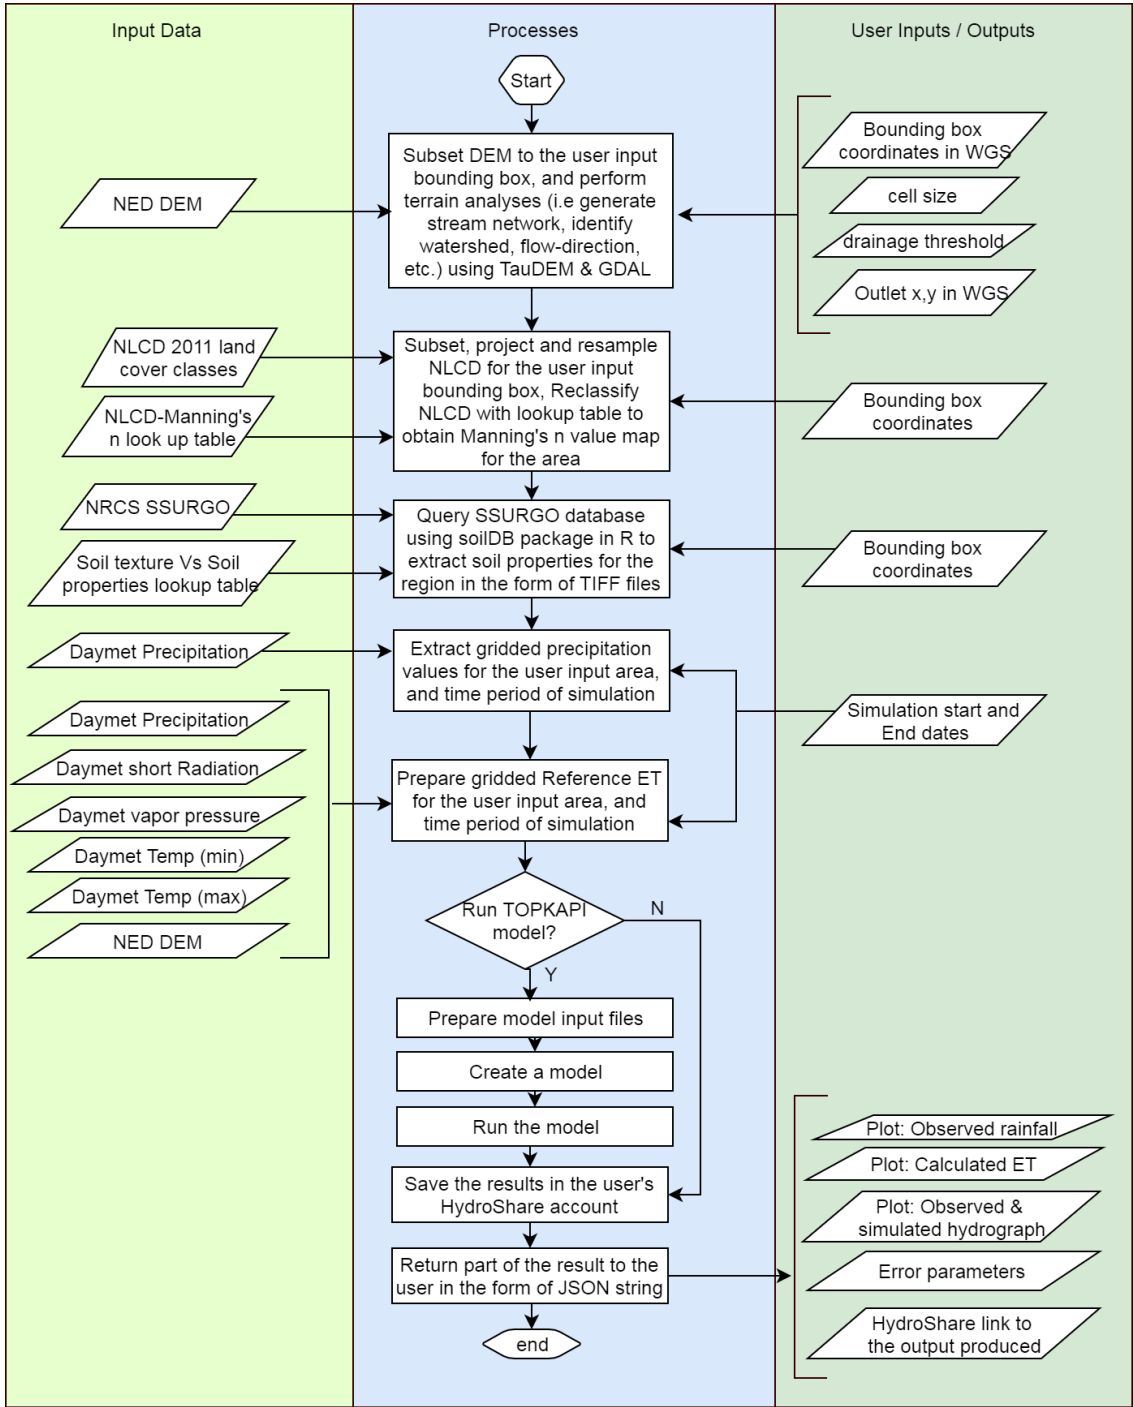 Input Data
Processes
User Inputs / Outputs
Start
Bounding box
coordinates in WGS
cell size
drainage threshold
Outlet x,y in WGS
NED DEM
Subset DEM to the user input
bounding box, and perform
terrain analyses (i.e generate
stream network, identify
watershed, flow-direction,
etc.) using TauDEM & GDAL
NLCD 2011 land
cover classes
NLCD-Manning's
n look up table
Subset, project and resample
NLCD for the user input
bounding box, Reclassify
NLCD with lookup table to
obtain Manning's n value map
for the area
Bounding box
coordinates
NRCS SSURGO
Soil texture Vs Soil
properties lookup table
Query SSURGO database
using soilDB package in R to
extract soil properties for the
region in the form of TIFF files
Bounding box
coordinates
Daymet Precipitation
Extract gridded precipitation
values for the user input area,
and time period of simulation
Simulation start and
End dates
Daymet Precipitation
Daymet short Radiation
Daymet vapor pressure
Daymet Temp (min)
Daymet Temp (max)
NED DEM
Prepare gridded Reference ET
for the user input area, and
time period of simulation
Run TOPKAPI
model?
N
Y
Prepare model input files
Create a model
Run the model
Save the results in the user's
HydroShare account
Return part of the result to the
user in the form of JSON string
end
Plot: Observed rainfall
Plot: Calculated ET
Plot: Observed &
simulated hydrograph
Error parameters
HydroShare link to
the output produced